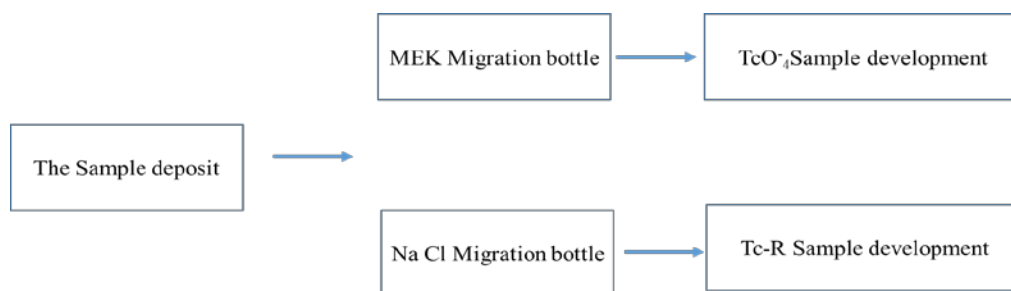 MEK Migration bottle
TcO⁻₄Sample development
The Sample deposit
Na Cl Migration bottle
Tc-R Sample development